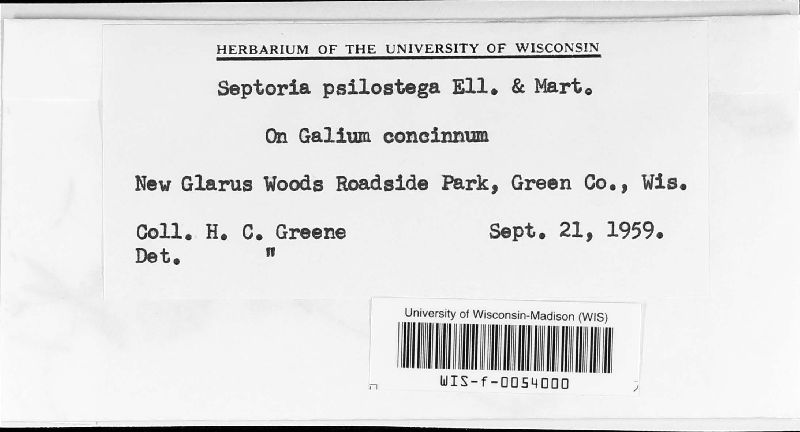 HERBARIUM OF THE UNIVERSITY OF WISCONSIN
Septoria psilostega Ell. & Mart.
On Galium concinnum
New Glarus Woods Roadside Park, Green Co., Wis.
Coll. H. C. Greene Sept. 21, 1959.
Det. "
University of Wisconsin-Madison (WIS)
WIS-f-0054000